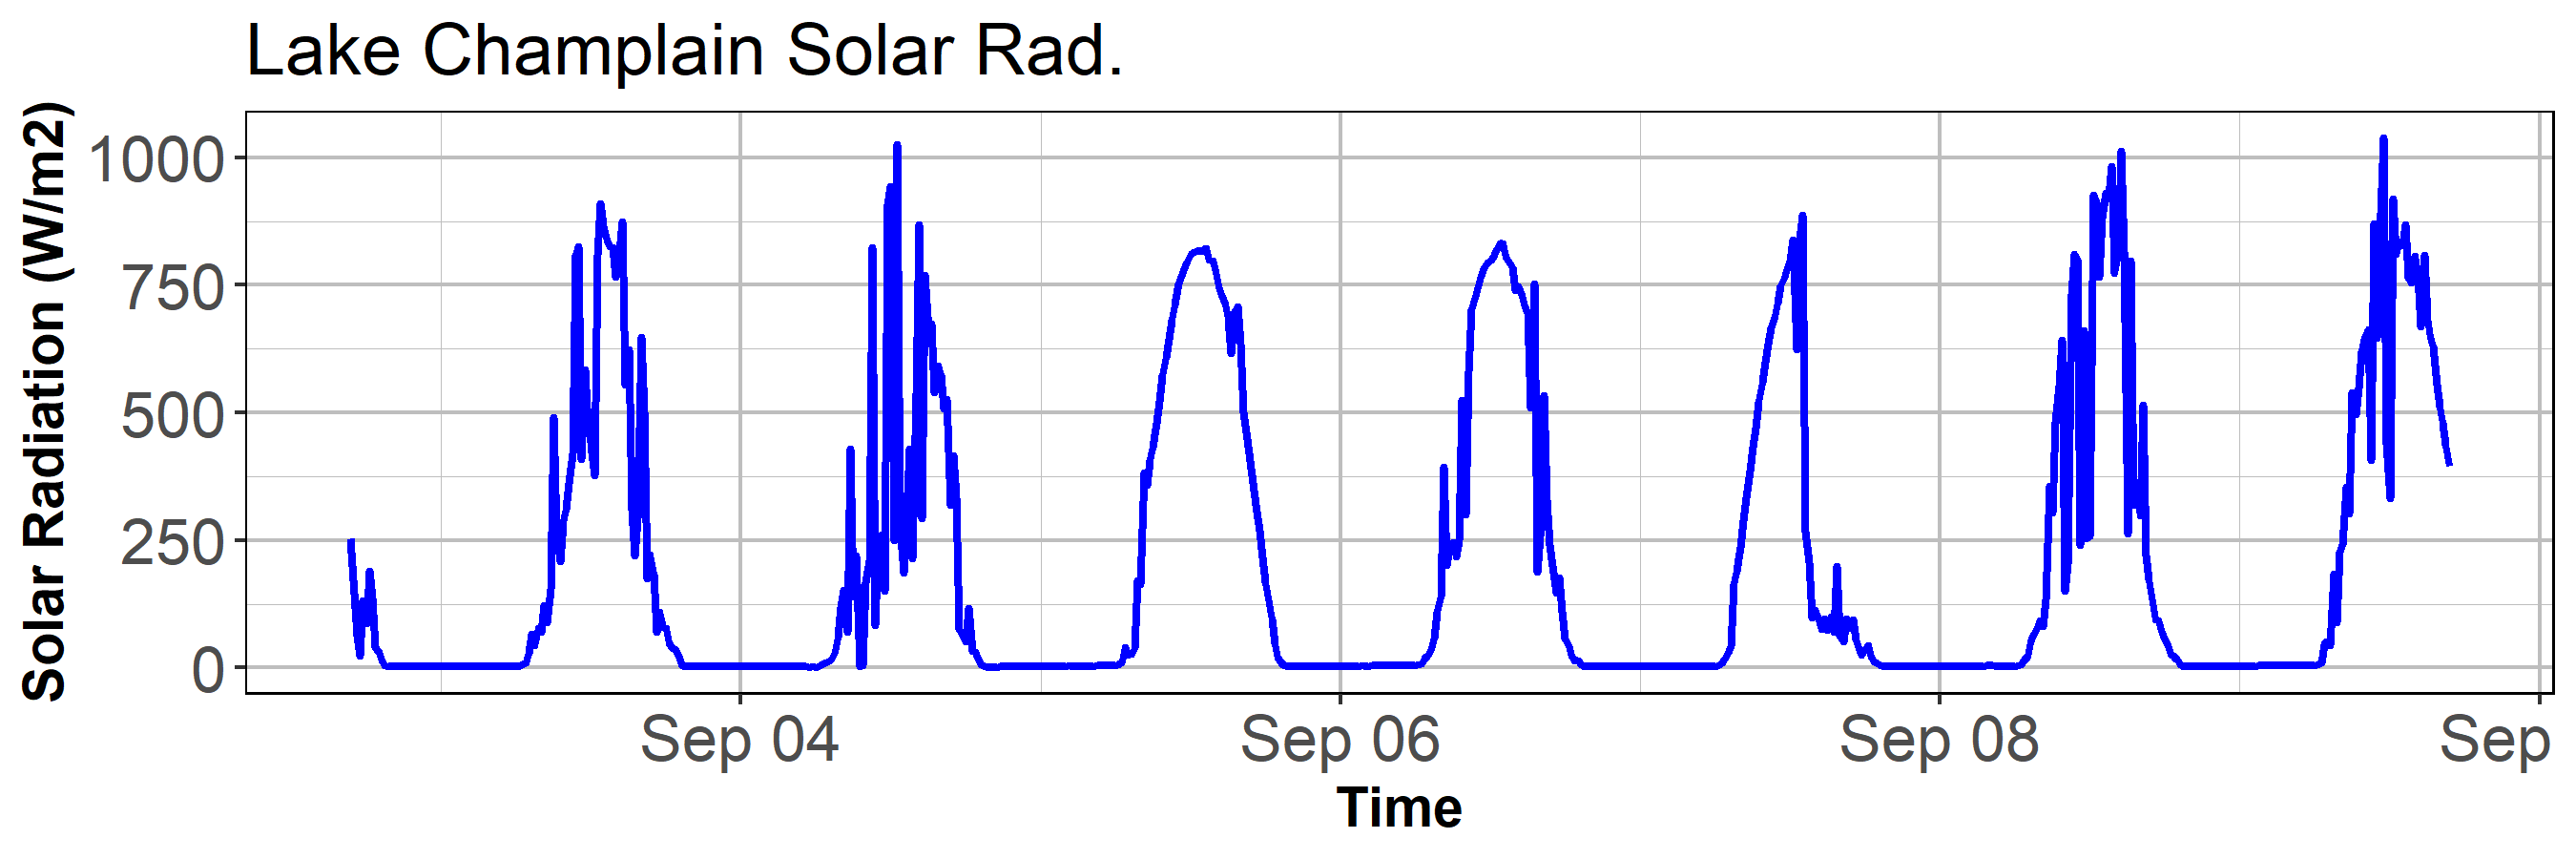 Lake Champlain Solar Rad.
Solar Radiation (W/m2)
1000
750
500
250
0
Sep 04
Sep 06
Sep 08
Sep
Time